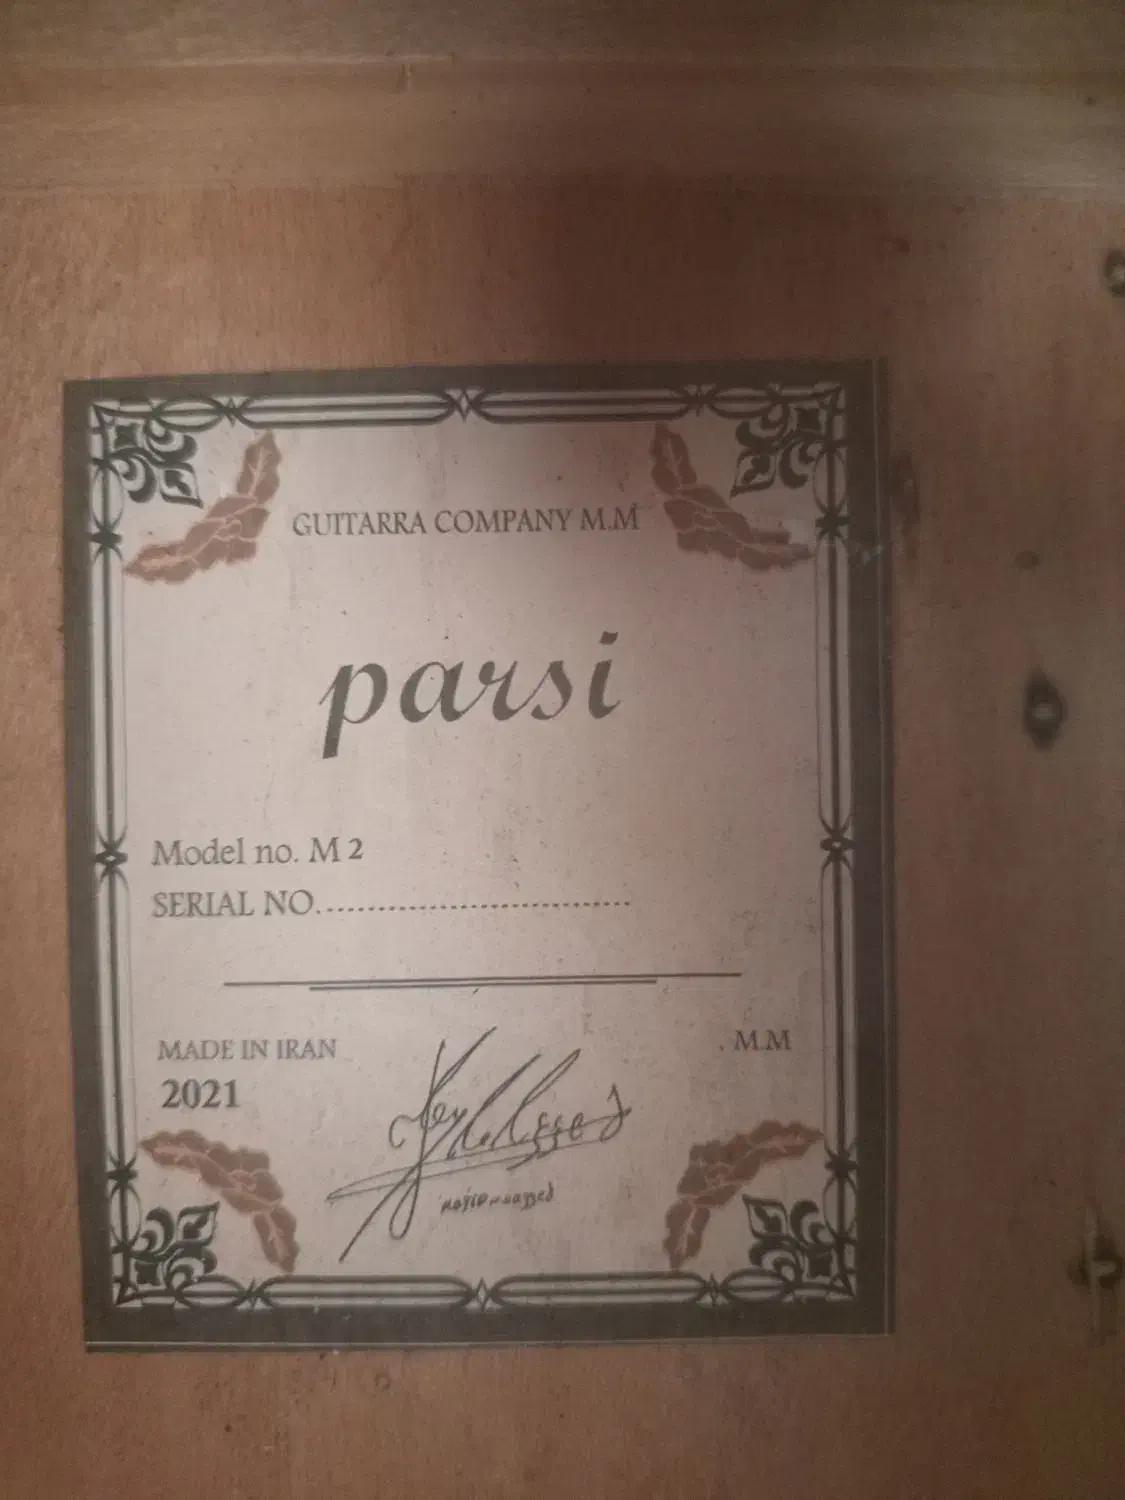 GUITARRA COMPANY M.M
parsi
Model no. M 2
SERIAL NO..............................
MADE IN IRAN
. M.M
2021